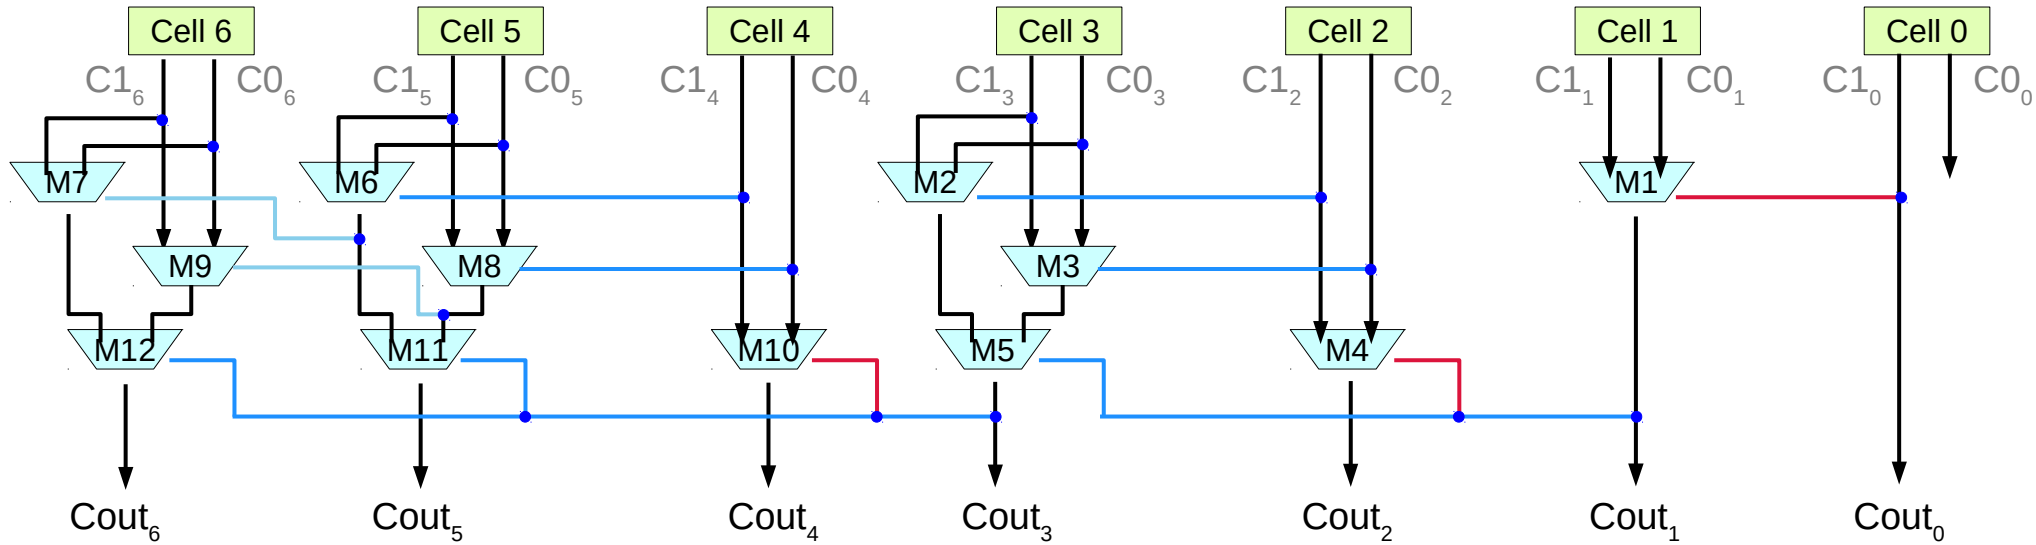 Cell 6 Cell 5 Cell 4 Cell 3 Cell 2 Cell 1 Cell 0
C1₆ C0₆ C1₅ C0₅ C1₄ C0₄ C1₃ C0₃ C1₂ C0₂ C1₁ C0₁ C1₀ C0₀
M7 M6 M2 M1
M9 M8 M3
M12 M11 M10 M5 M4
Cout₆ Cout₅ Cout₄ Cout₃ Cout₂ Cout₁ Cout₀